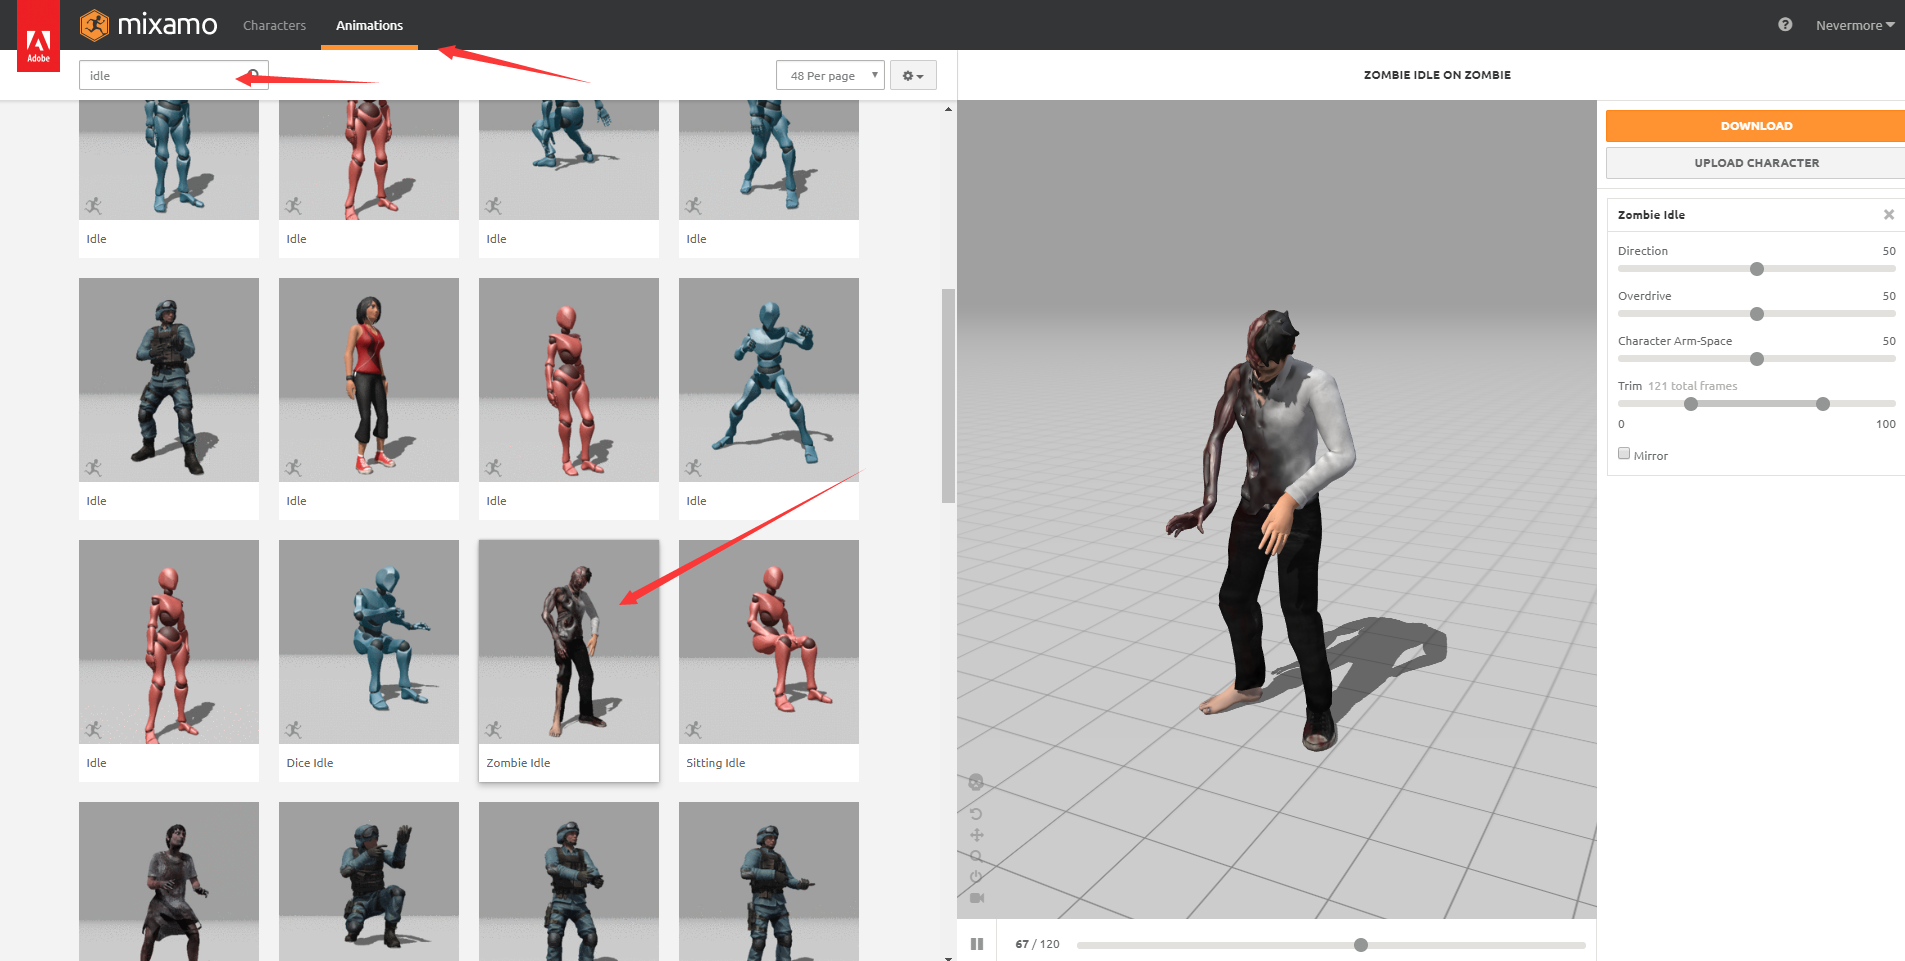 Adobe
mixamo
Characters
Animations
Nevermore
idle
48 Per page
ZOMBIE IDLE ON ZOMBIE
DOWNLOAD
UPLOAD CHARACTER
Idle
Idle
Idle
Idle
Idle
Idle
Idle
Idle
Idle
Dice Idle
Zombie Idle
Sitting Idle
Zombie Idle
Direction 50
Overdrive 50
Character Arm-Space 50
Trim 121 total frames
0 100
Mirror
67 / 120